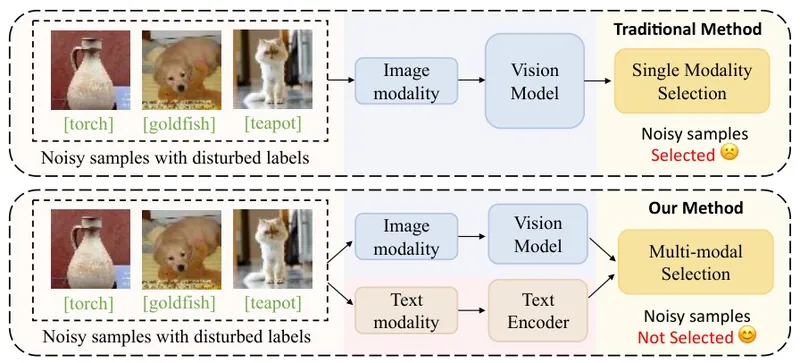 Traditional Method
[torch] [goldfish] [teapot]
Noisy samples with disturbed labels
Image
modality
Vision
Model
Single Modality
Selection
Noisy samples
Selected
Our Method
[torch] [goldfish] [teapot]
Noisy samples with disturbed labels
Image
modality
Vision
Model
Text
modality
Text
Encoder
Multi-modal
Selection
Noisy samples
Not Selected